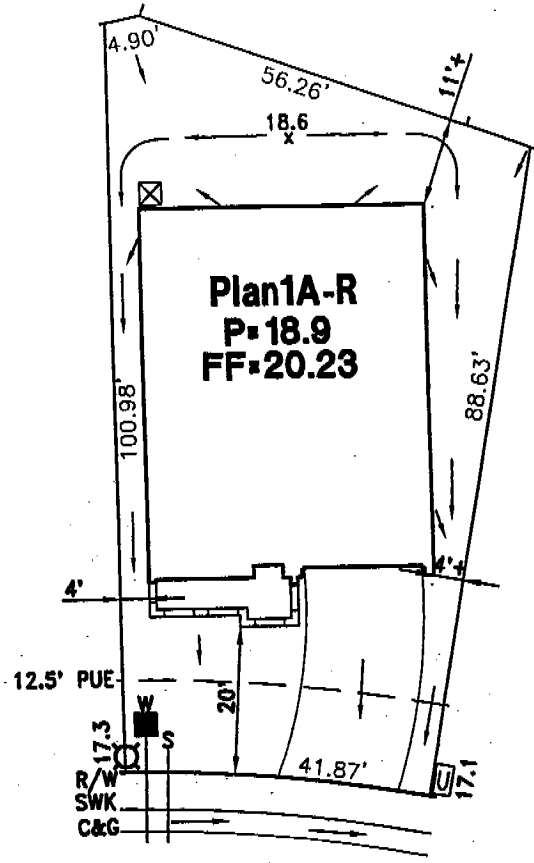 4.90'
56.26'
11'+
18.6
x
Plan1A-R
P=18.9
FF=20.23
100.98'
88.63'
4'
4'+
12.5' PUE
20'
W
S
17.3
R/W
SWK
C&G
41.87'
U
17.1